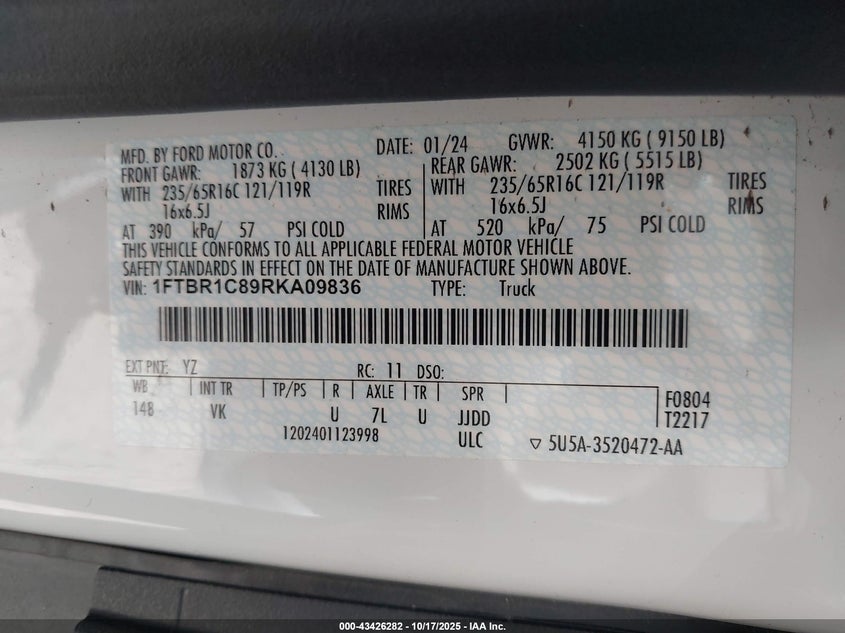 MFD. BY FORD MOTOR CO. DATE: 01/24 GVWR: 4150 KG ( 9150 LB)
FRONT GAWR: 1873 KG ( 4130 LB) REAR GAWR: 2502 KG ( 5515 LB)
WITH 235/65R16C 121/119R TIRES WITH 235/65R16C 121/119R TIRES
16x6.5J RIMS 16x6.5J RIMS
AT 390 kPa/ 57 PSI COLD AT 520 kPa/ 75 PSI COLD
THIS VEHICLE CONFORMS TO ALL APPLICABLE FEDERAL MOTOR VEHICLE
SAFETY STANDARDS IN EFFECT ON THE DATE OF MANUFACTURE SHOWN ABOVE.
VIN: 1FTBR1C89RKA09836 TYPE: Truck
EXT PNT: YZ RC: 11 DSO:
WB INT TR TP/PS R AXLE TR SPR F0804
148 VK U 7L U JJDD T2217
1202401123998 ULC ▽ 5U5A-3520472-AA
000-43426282 - 10/17/2025 - IAA Inc.